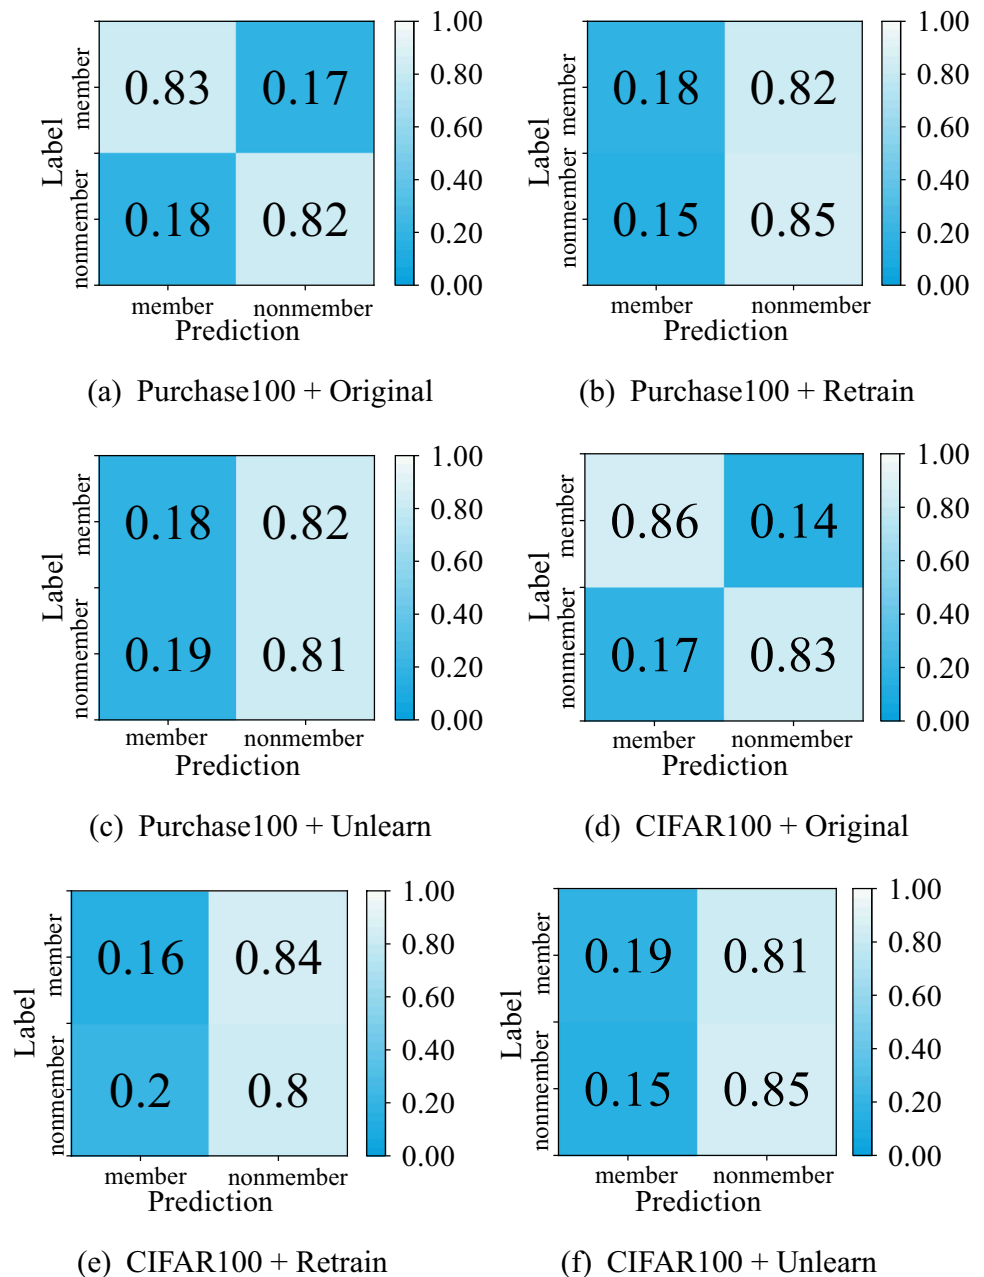 1.00
0.80
0.60
0.40
0.20
0.00
member
nonmember
Label
0.83 0.17
0.18 0.82
member nonmember
Prediction
(a) Purchase100 + Original
1.00
0.80
0.60
0.40
0.20
0.00
member
nonmember
Label
0.18 0.82
0.15 0.85
member nonmember
Prediction
(b) Purchase100 + Retrain
1.00
0.80
0.60
0.40
0.20
0.00
member
nonmember
Label
0.18 0.82
0.19 0.81
member nonmember
Prediction
(c) Purchase100 + Unlearn
1.00
0.80
0.60
0.40
0.20
0.00
member
nonmember
Label
0.86 0.14
0.17 0.83
member nonmember
Prediction
(d) CIFAR100 + Original
1.00
0.80
0.60
0.40
0.20
0.00
member
nonmember
Label
0.16 0.84
0.2 0.8
member nonmember
Prediction
(e) CIFAR100 + Retrain
1.00
0.80
0.60
0.40
0.20
0.00
member
nonmember
Label
0.19 0.81
0.15 0.85
member nonmember
Prediction
(f) CIFAR100 + Unlearn